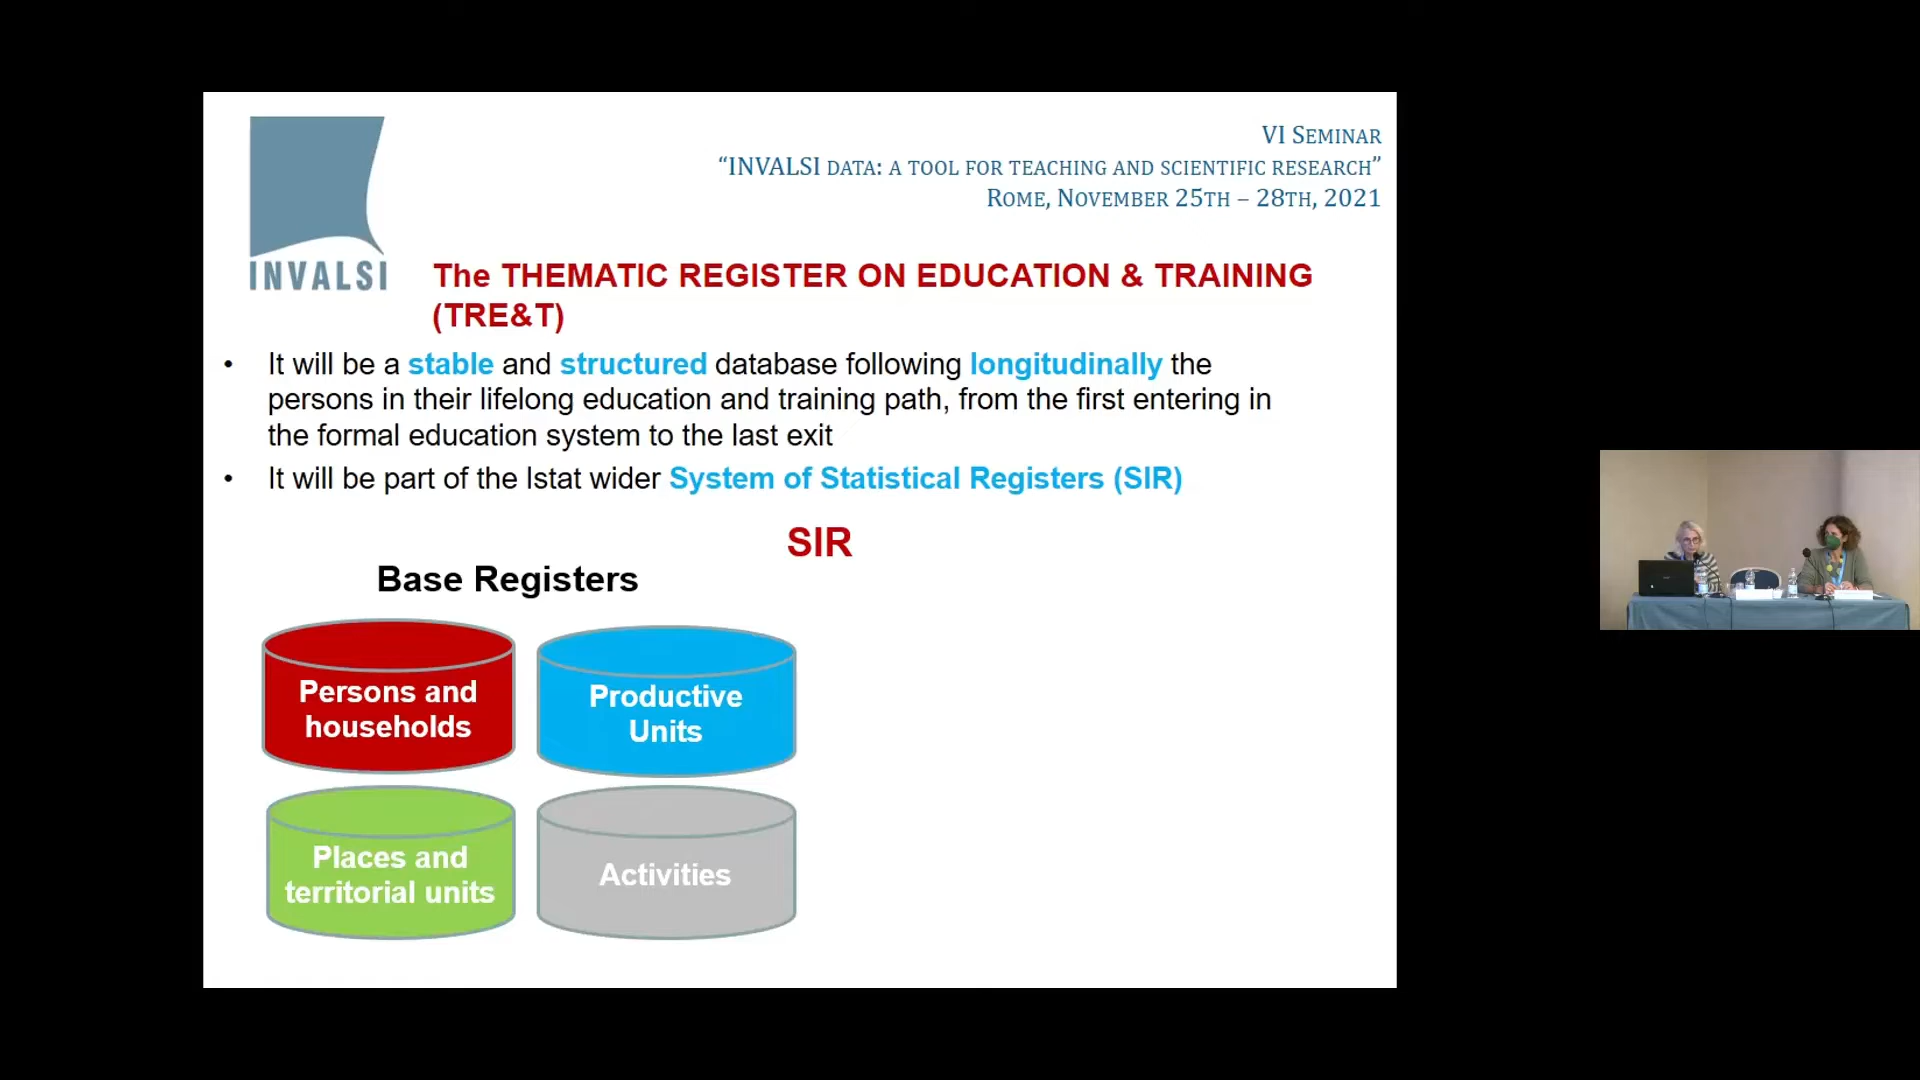 INVALSI
VI SEMINAR
“INVALSI DATA: A TOOL FOR TEACHING AND SCIENTIFIC RESEARCH”
ROME, NOVEMBER 25TH – 28TH, 2021
The THEMATIC REGISTER ON EDUCATION & TRAINING
(TRE&T)
• It will be a stable and structured database following longitudinally the
persons in their lifelong education and training path, from the first entering in
the formal education system to the last exit
• It will be part of the Istat wider System of Statistical Registers (SIR)
SIR
Base Registers
Persons and
households
Productive
Units
Places and
territorial units
Activities